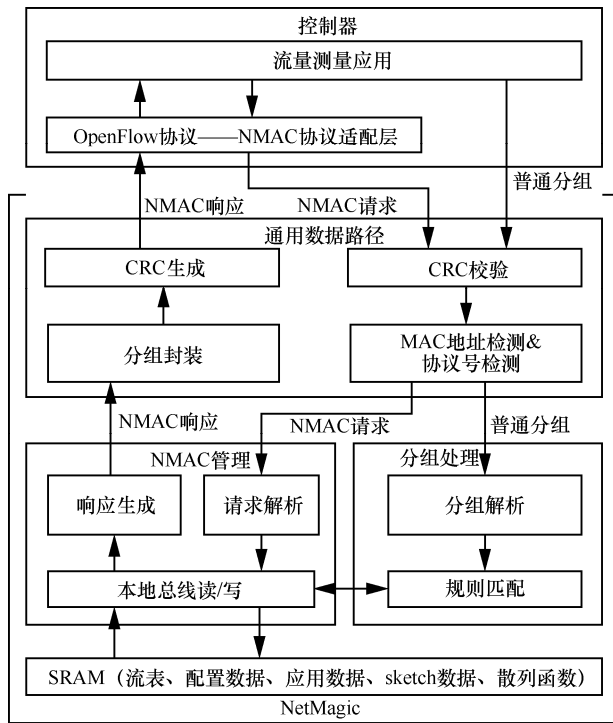 控制器
流量测量应用
OpenFlow协议——NMAC协议适配层
普通分组
NMAC响应
NMAC请求
通用数据路径
CRC生成
CRC校验
分组封装
MAC地址检测&
协议号检测
NMAC响应
NMAC请求
普通分组
NMAC管理
分组处理
响应生成
请求解析
分组解析
本地总线读/写
规则匹配
SRAM（流表、配置数据、应用数据、sketch数据、散列函数）
NetMagic